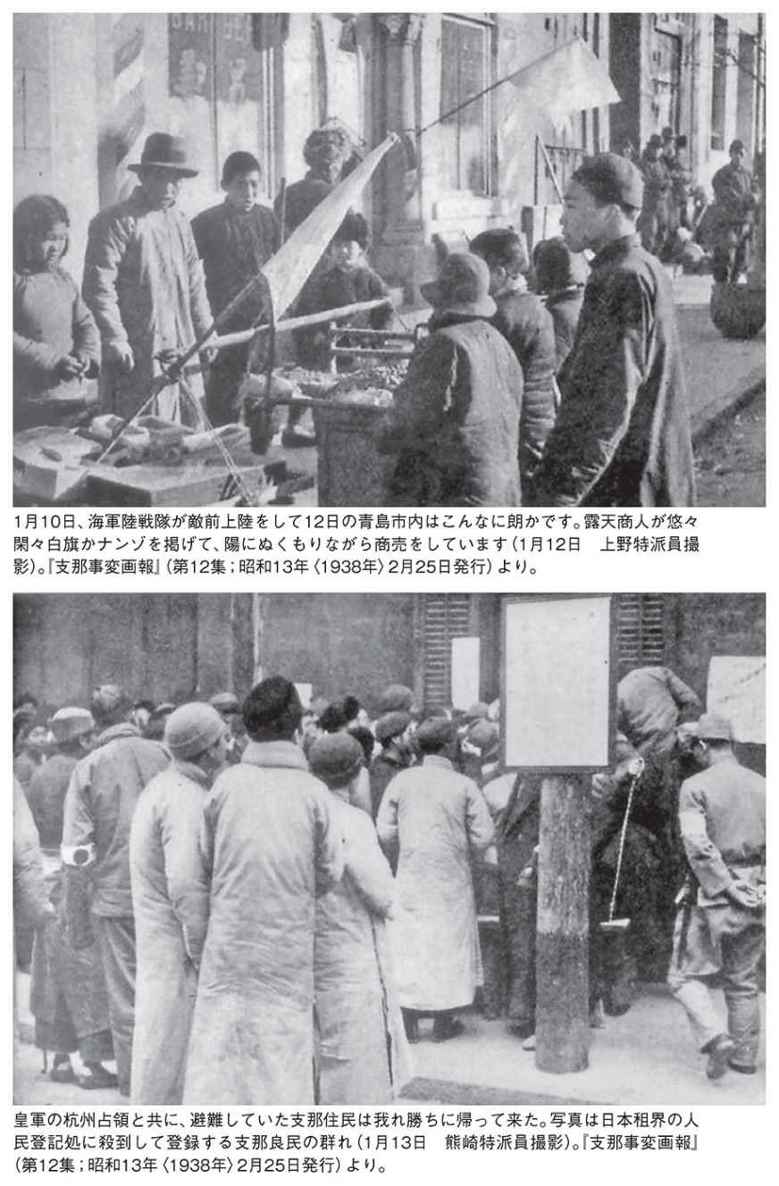 BAR BEER
1月10日、海軍陸戦隊が敵前上陸をして12日の青島市内はこんなに朗かです。露天商人が悠々
閑々白旗かナンゾを掲げて、陽にぬくもりながら商売をしています（1月12日　上野特派員撮
影）。『支那事変画報』（第12集；昭和13年〈1938年〉2月25日発行）より。
皇軍の杭州占領と共に、避難していた支那住民は我れ勝ちに帰って来た。写真は日本租界の人
民登記処に殺到して登録する支那良民の群れ（1月13日　熊崎特派員撮影）。『支那事変画報』
（第12集；昭和13年〈1938年〉2月25日発行）より。